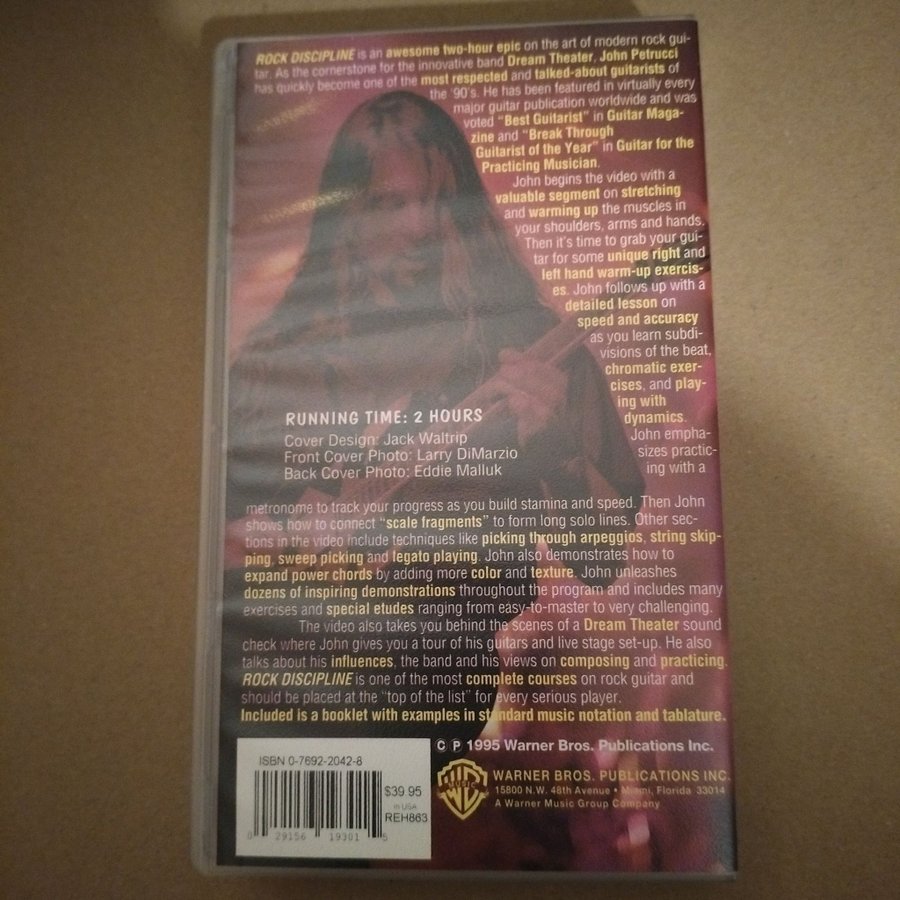 ROCK DISCIPLINE is an awesome two-hour epic on the art of modern rock gui-
tar. As the cornerstone for the innovative band Dream Theater, John Petrucci
has quickly become one of the most respected and talked-about guitarists of
the '90's. He has been featured in virtually every
major guitar publication worldwide and was
voted "Best Guitarist" in Guitar Maga-
zine and "Break Through
Guitarist of the Year" in Guitar for the
Practicing Musician.
John begins the video with a
valuable segment on stretching
and warming up the muscles in
your shoulders, arms and hands.
Then it's time to grab your gui-
tar for some unique right and
left hand warm-up exercis-
es. John follows up with a
detailed lesson on
speed and accuracy
as you learn subdi-
visions of the beat,
chromatic exer-
cises, and play-
ing with
dynamics.
John empha-
sizes practic-
ing with a
RUNNING TIME: 2 HOURS
Cover Design: Jack Waltrip
Front Cover Photo: Larry DiMarzio
Back Cover Photo: Eddie Malluk
metronome to track your progress as you build stamina and speed. Then John
shows how to connect "scale fragments" to form long solo lines. Other sec-
tions in the video include techniques like picking through arpeggios, string skip-
ping, sweep picking and legato playing. John also demonstrates how to
expand power chords by adding more color and texture. John unleashes
dozens of inspiring demonstrations throughout the program and includes many
exercises and special etudes ranging from easy-to-master to very challenging.
The video also takes you behind the scenes of a Dream Theater sound
check where John gives you a tour of his guitars and live stage set-up. He also
talks about his influences, the band and his views on composing and practicing.
ROCK DISCIPLINE is one of the most complete courses on rock guitar and
should be placed at the "top of the list" for every serious player.
Included is a booklet with examples in standard music notation and tablature.
ISBN 0-7692-2042-8
$39.95
in USA
REH863
0 29156 19301 5
© ℗ 1995 Warner Bros. Publications Inc.
MUSIC
WARNER BROS. PUBLICATIONS INC.
15800 N.W. 48th Avenue • Miami, Florida 33014
A Warner Music Group Company